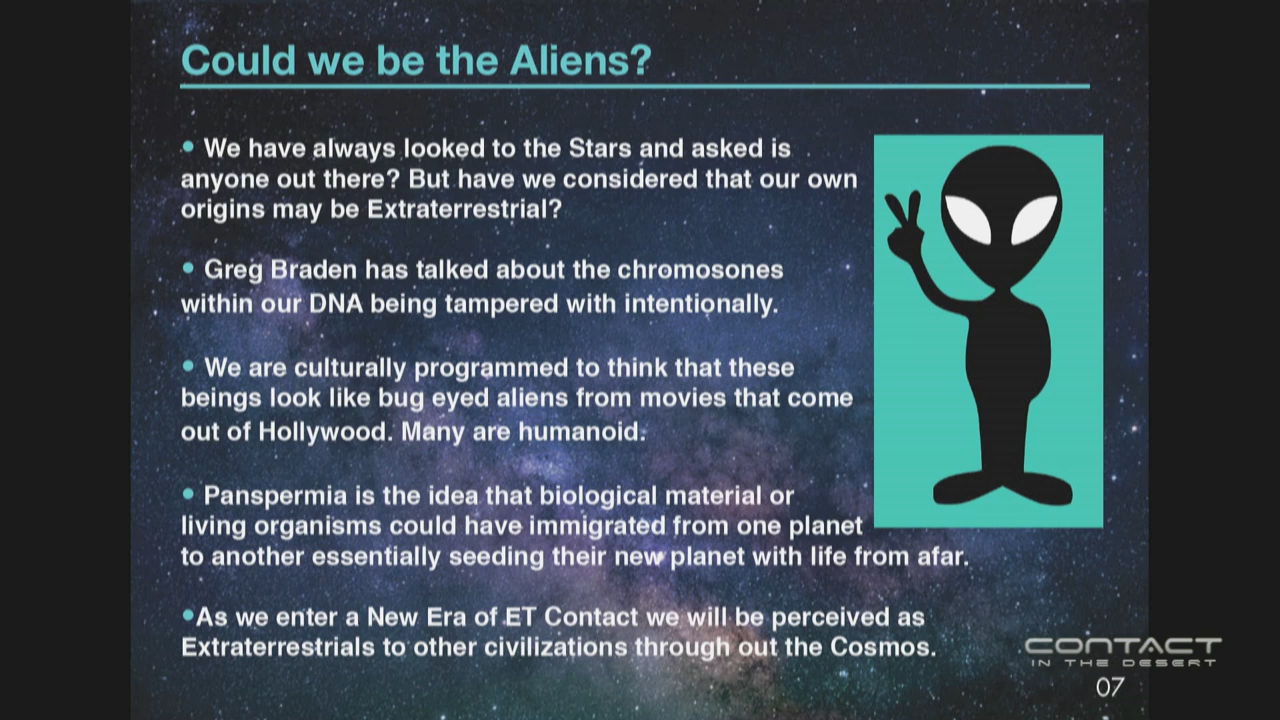 Could we be the Aliens?
• We have always looked to the Stars and asked is
anyone out there? But have we considered that our own
origins may be Extraterrestrial?
• Greg Braden has talked about the chromosones
within our DNA being tampered with intentionally.
• We are culturally programmed to think that these
beings look like bug eyed aliens from movies that come
out of Hollywood. Many are humanoid.
• Panspermia is the idea that biological material or
living organisms could have immigrated from one planet
to another essentially seeding their new planet with life from afar.
•As we enter a New Era of ET Contact we will be perceived as
Extraterrestrials to other civilizations through out the Cosmos.
CONTACT
IN THE DESERT
07